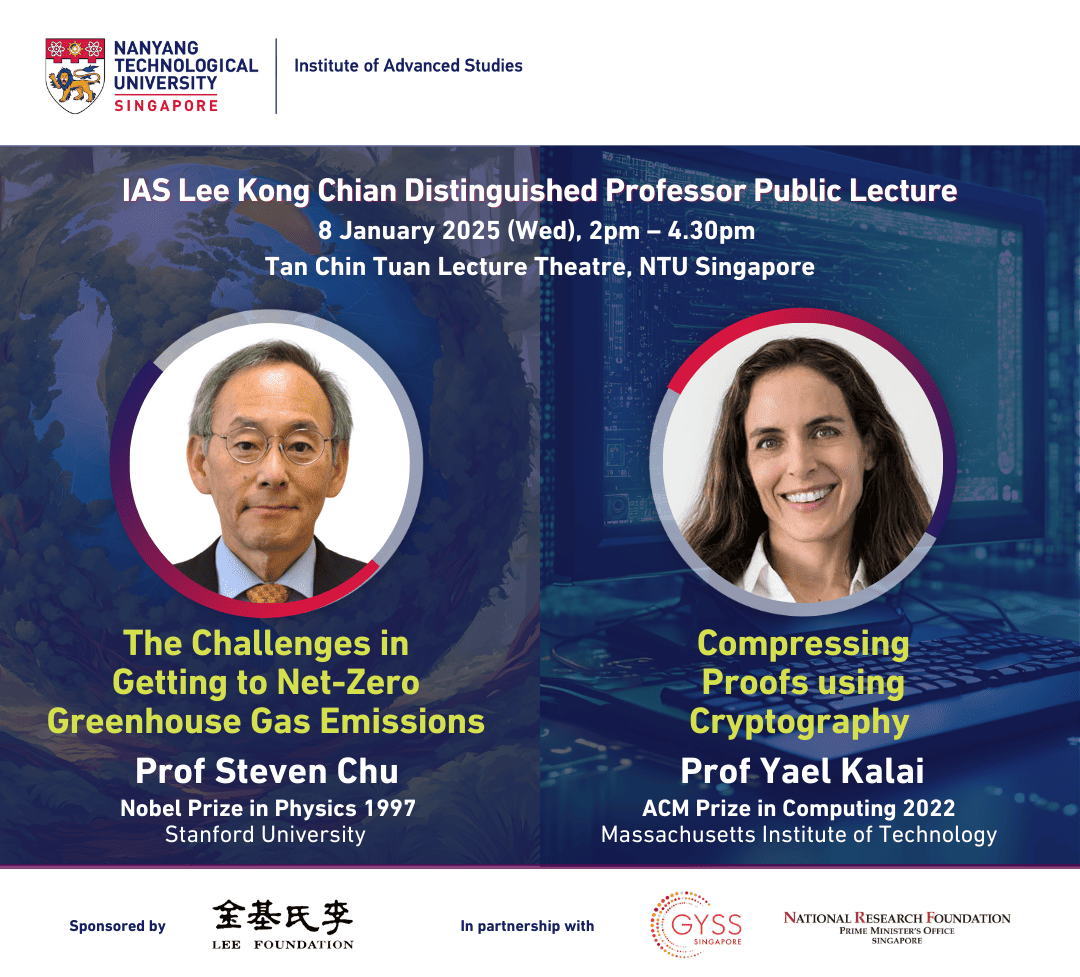 NANYANG
TECHNOLOGICAL
UNIVERSITY
SINGAPORE
Institute of Advanced Studies
IAS Lee Kong Chian Distinguished Professor Public Lecture
8 January 2025 (Wed), 2pm – 4.30pm
Tan Chin Tuan Lecture Theatre, NTU Singapore
The Challenges in
Getting to Net-Zero
Greenhouse Gas Emissions
Prof Steven Chu
Nobel Prize in Physics 1997
Stanford University
Compressing
Proofs using
Cryptography
Prof Yael Kalai
ACM Prize in Computing 2022
Massachusetts Institute of Technology
Sponsored by
金基氏李
LEE FOUNDATION
In partnership with
GYSS
SINGAPORE
NATIONAL RESEARCH FOUNDATION
PRIME MINISTER'S OFFICE
SINGAPORE